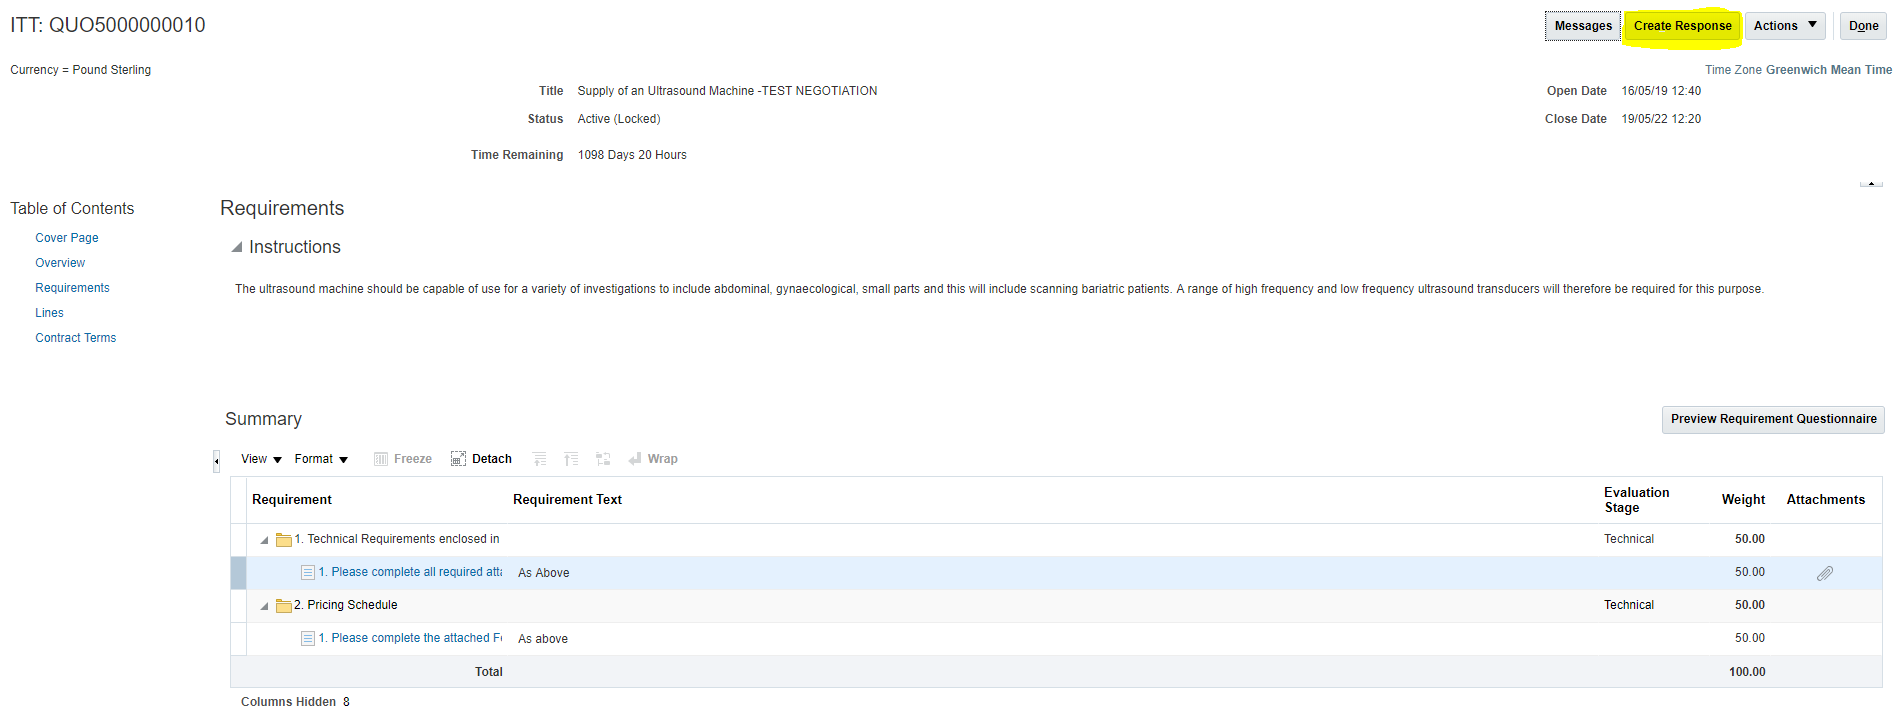 ITT: QUO5000000010
Messages Create Response Actions Done
Currency = Pound Sterling
Time Zone Greenwich Mean Time
Title Supply of an Ultrasound Machine -TEST NEGOTIATION
Open Date 16/05/19 12:40
Status Active (Locked)
Close Date 19/05/22 12:20
Time Remaining 1098 Days 20 Hours
Table of Contents
Cover Page
Overview
Requirements
Lines
Contract Terms
Requirements
Instructions
The ultrasound machine should be capable of use for a variety of investigations to include abdominal, gynaecological, small parts and this will include scanning bariatric patients. A range of high frequency and low frequency ultrasound transducers will therefore be required for this purpose.
Summary
Preview Requirement Questionnaire
View Format Freeze Detach Wrap
Requirement Requirement Text Evaluation Stage Weight Attachments
1. Technical Requirements enclosed in Technical 50.00
1. Please complete all required atta As Above 50.00
2. Pricing Schedule Technical 50.00
1. Please complete the attached Fo As above 50.00
Total 100.00
Columns Hidden 8